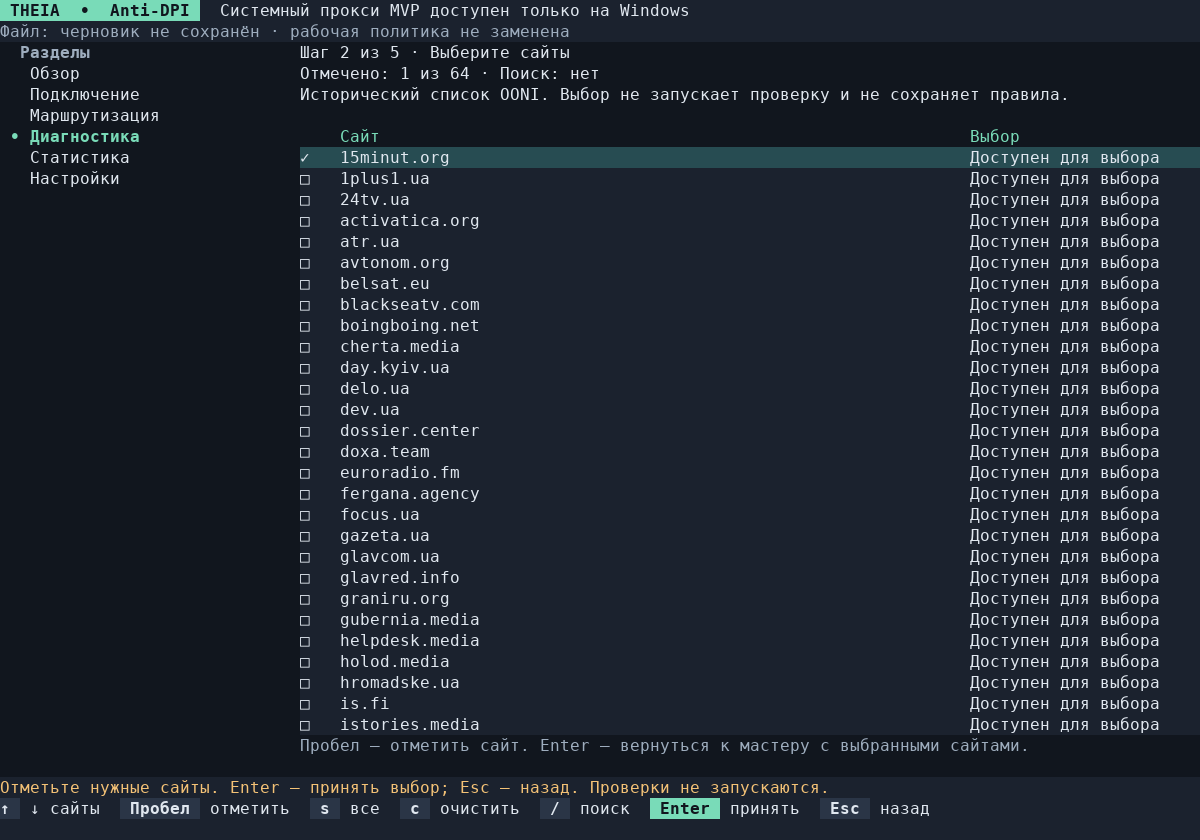 THEIA • Anti-DPI Системный прокси MVP доступен только на Windows
Файл: черновик не сохранён · рабочая политика не заменена
Разделы
Обзор
Подключение
Маршрутизация
• Диагностика
Статистика
Настройки
Шаг 2 из 5 · Выберите сайты
Отмечено: 1 из 64 · Поиск: нет
Исторический список OONI. Выбор не запускает проверку и не сохраняет правила.
Сайт Выбор
✓ 15minut.org Доступен для выбора
□ 1plus1.ua Доступен для выбора
□ 24tv.ua Доступен для выбора
□ activatica.org Доступен для выбора
□ atr.ua Доступен для выбора
□ avtonom.org Доступен для выбора
□ belsat.eu Доступен для выбора
□ blackseatv.com Доступен для выбора
□ boingboing.net Доступен для выбора
□ cherta.media Доступен для выбора
□ day.kyiv.ua Доступен для выбора
□ delo.ua Доступен для выбора
□ dev.ua Доступен для выбора
□ dossier.center Доступен для выбора
□ doxa.team Доступен для выбора
□ euroradio.fm Доступен для выбора
□ fergana.agency Доступен для выбора
□ focus.ua Доступен для выбора
□ gazeta.ua Доступен для выбора
□ glavcom.ua Доступен для выбора
□ glavred.info Доступен для выбора
□ graniru.org Доступен для выбора
□ gubernia.media Доступен для выбора
□ helpdesk.media Доступен для выбора
□ holod.media Доступен для выбора
□ hromadske.ua Доступен для выбора
□ is.fi Доступен для выбора
□ istories.media Доступен для выбора
Пробел — отметить сайт. Enter — вернуться к мастеру с выбранными сайтами.
Отметьте нужные сайты. Enter — принять выбор; Esc — назад. Проверки не запускаются.
↑ ↓ сайты Пробел отметить s все c очистить / поиск Enter принять Esc назад